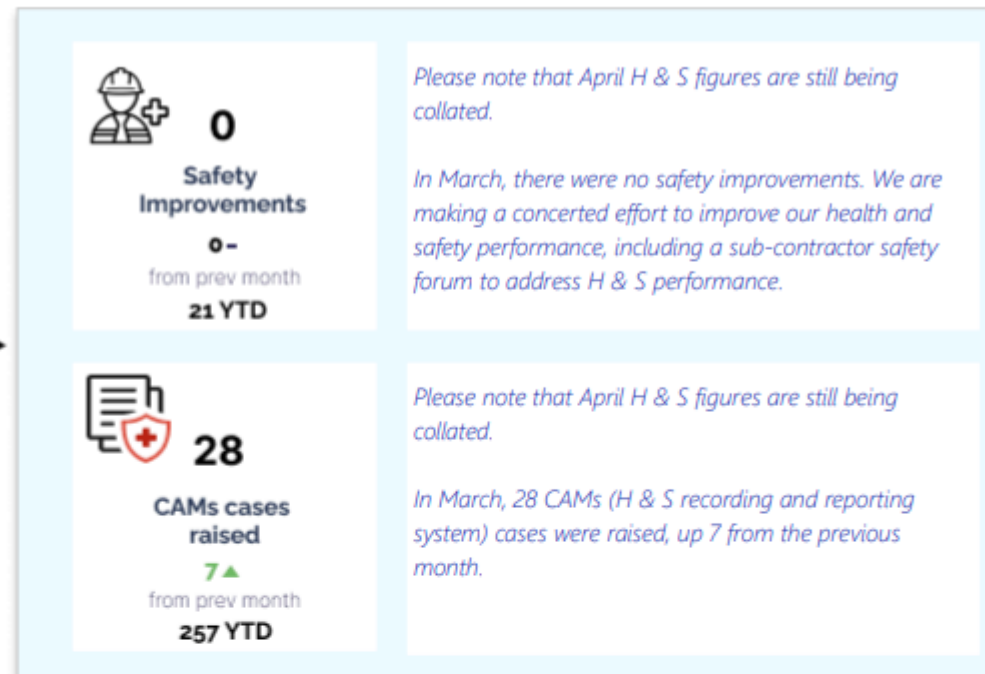 0
Safety
Improvements
0-
from prev month
21 YTD
Please note that April H & S figures are still being
collated.
In March, there were no safety improvements. We are
making a concerted effort to improve our health and
safety performance, including a sub-contractor safety
forum to address H & S performance.
28
CAMs cases
raised
7▲
from prev month
257 YTD
Please note that April H & S figures are still being
collated.
In March, 28 CAMs (H & S recording and reporting
system) cases were raised, up 7 from the previous
month.